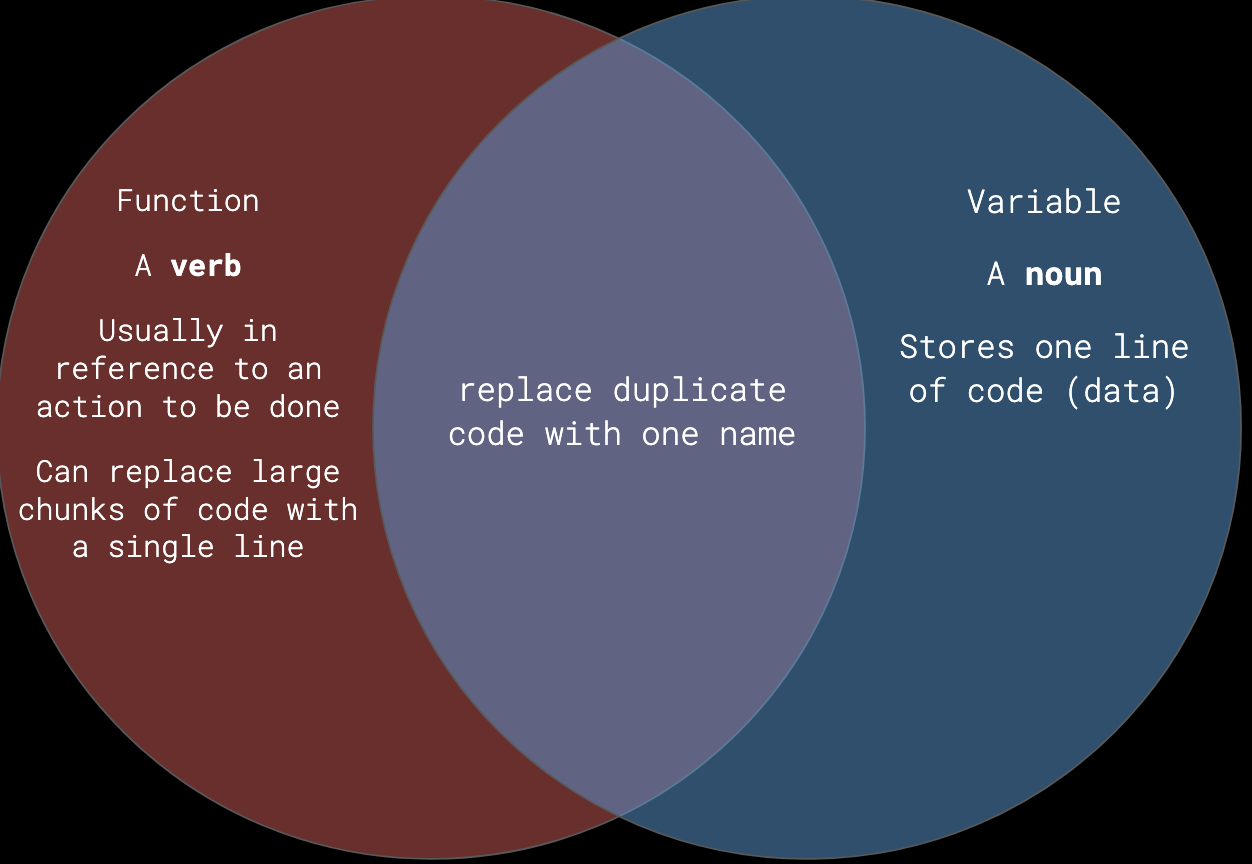 Function
A verb
Usually in
reference to an
action to be done
Can replace large
chunks of code with
a single line
replace duplicate
code with one name
Variable
A noun
Stores one line
of code (data)